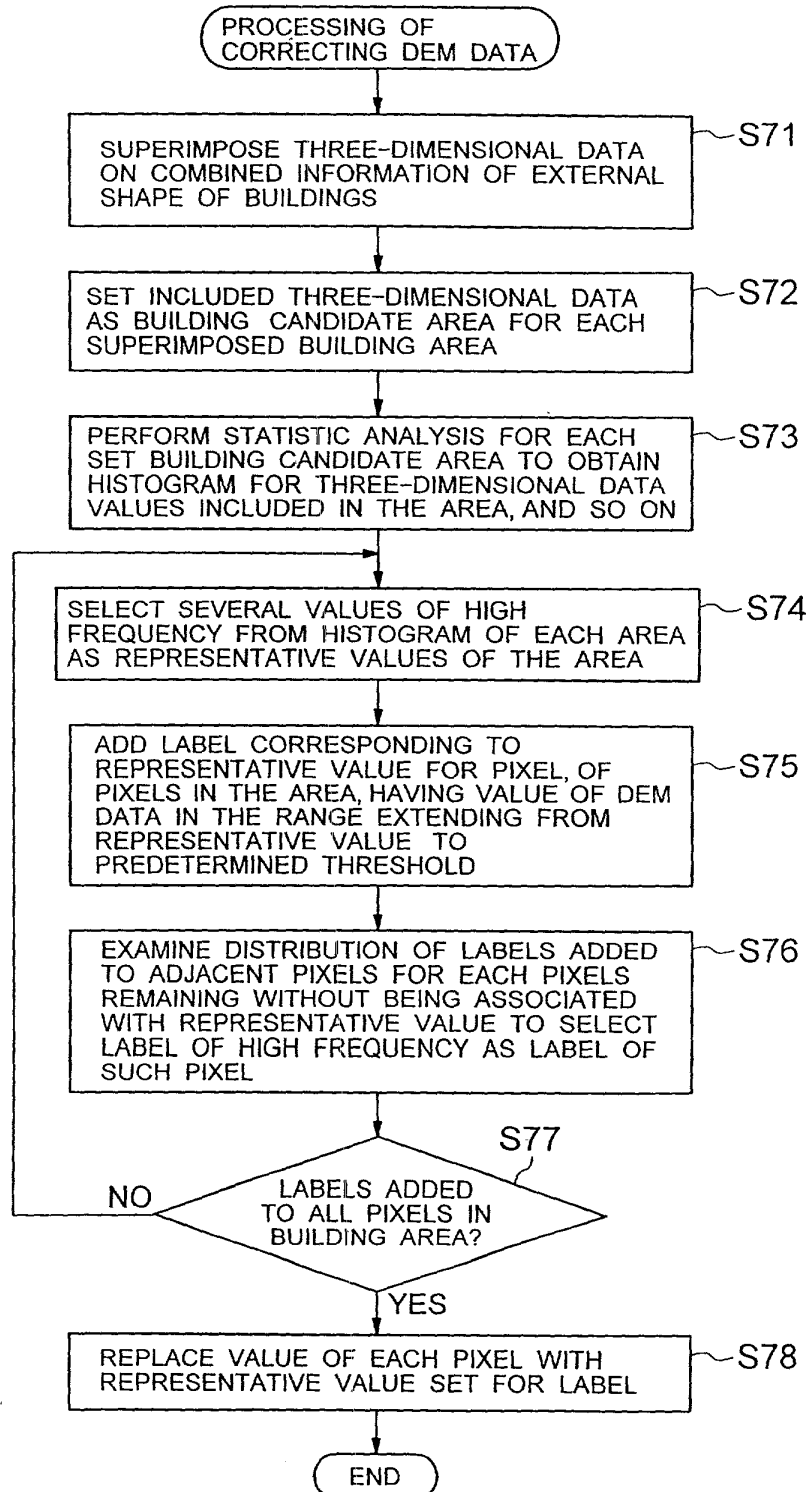 PROCESSING OF
CORRECTING DEM DATA
S71
SUPERIMPOSE THREE-DIMENSIONAL DATA
ON COMBINED INFORMATION OF EXTERNAL
SHAPE OF BUILDINGS
S72
SET INCLUDED THREE-DIMENSIONAL DATA
AS BUILDING CANDIDATE AREA FOR EACH
SUPERIMPOSED BUILDING AREA
S73
PERFORM STATISTIC ANALYSIS FOR EACH
SET BUILDING CANDIDATE AREA TO OBTAIN
HISTOGRAM FOR THREE-DIMENSIONAL DATA
VALUES INCLUDED IN THE AREA, AND SO ON
S74
SELECT SEVERAL VALUES OF HIGH
FREQUENCY FROM HISTOGRAM OF EACH AREA
AS REPRESENTATIVE VALUES OF THE AREA
S75
ADD LABEL CORRESPONDING TO
REPRESENTATIVE VALUE FOR PIXEL, OF
PIXELS IN THE AREA, HAVING VALUE OF DEM
DATA IN THE RANGE EXTENDING FROM
REPRESENTATIVE VALUE TO
PREDETERMINED THRESHOLD
S76
EXAMINE DISTRIBUTION OF LABELS ADDED
TO ADJACENT PIXELS FOR EACH PIXELS
REMAINING WITHOUT BEING ASSOCIATED
WITH REPRESENTATIVE VALUE TO SELECT
LABEL OF HIGH FREQUENCY AS LABEL OF
SUCH PIXEL
S77
NO
LABELS ADDED
TO ALL PIXELS IN
BUILDING AREA?
YES
S78
REPLACE VALUE OF EACH PIXEL WITH
REPRESENTATIVE VALUE SET FOR LABEL
END